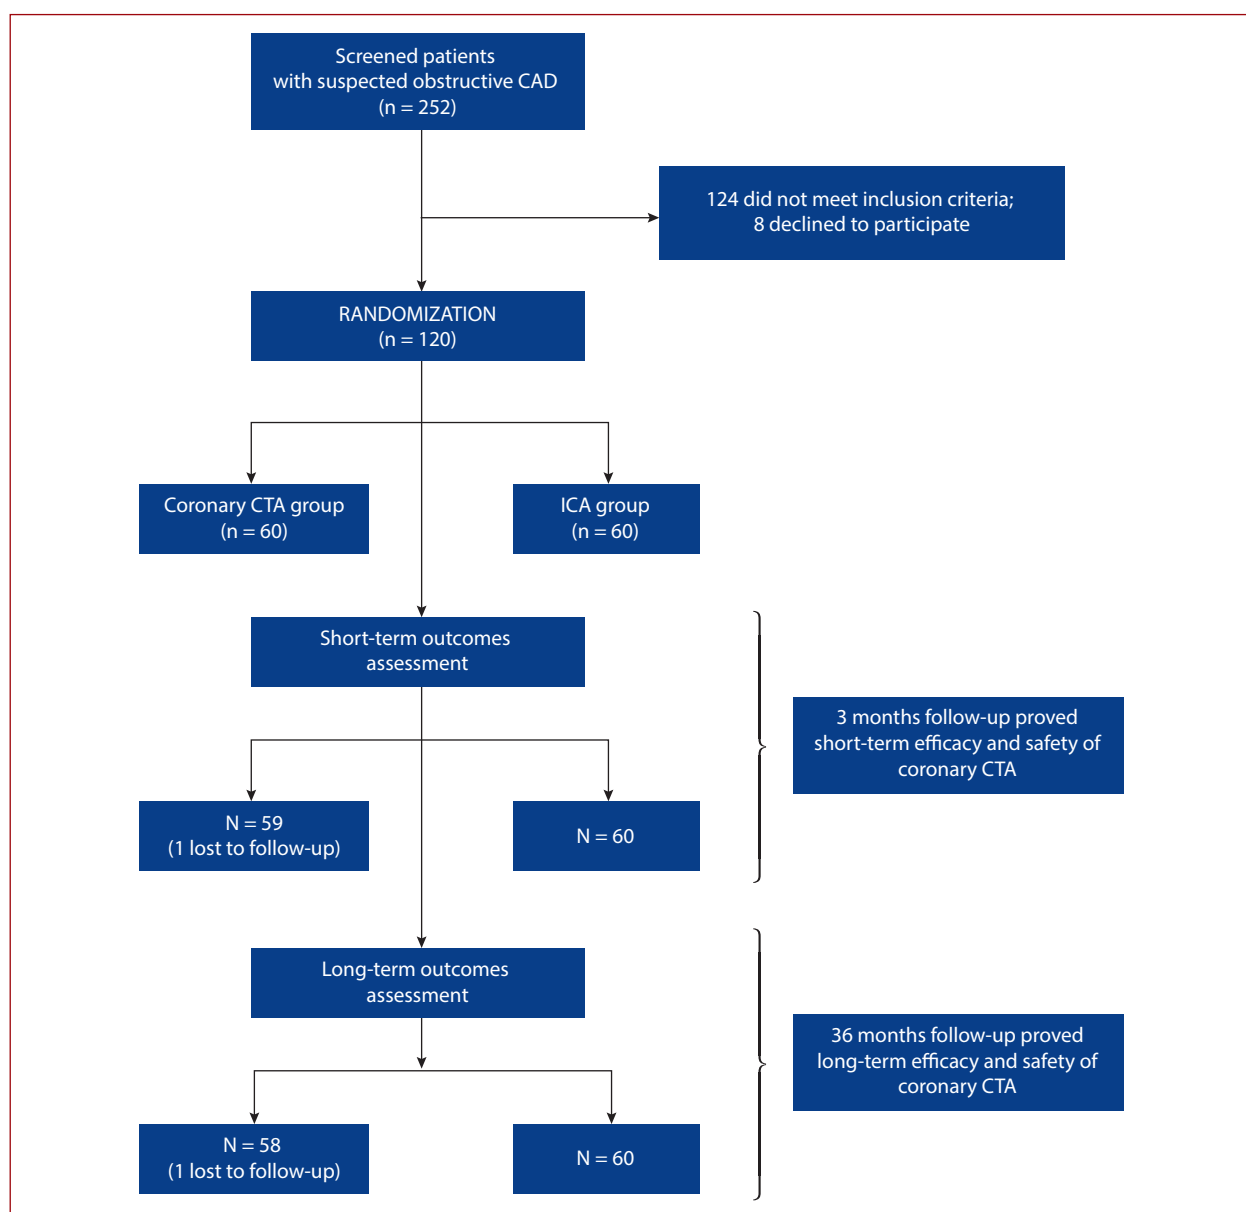 Screened patients
with suspected obstructive CAD
(n = 252)
124 did not meet inclusion criteria;
8 declined to participate
RANDOMIZATION
(n = 120)
Coronary CTA group
(n = 60)
ICA group
(n = 60)
Short-term outcomes
assessment
3 months follow-up proved
short-term efficacy and safety of
coronary CTA
N = 59
(1 lost to follow-up)
N = 60
Long-term outcomes
assessment
36 months follow-up proved
long-term efficacy and safety of
coronary CTA
N = 58
(1 lost to follow-up)
N = 60